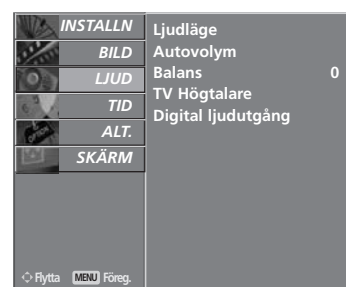 INSTALLN
BILD
LJUD
TID
ALT.
SKÄRM
Ljudläge
Autovolym
Balans 0
TV Högtalare
Digital ljudutgång
Flytta MENU Föreg.